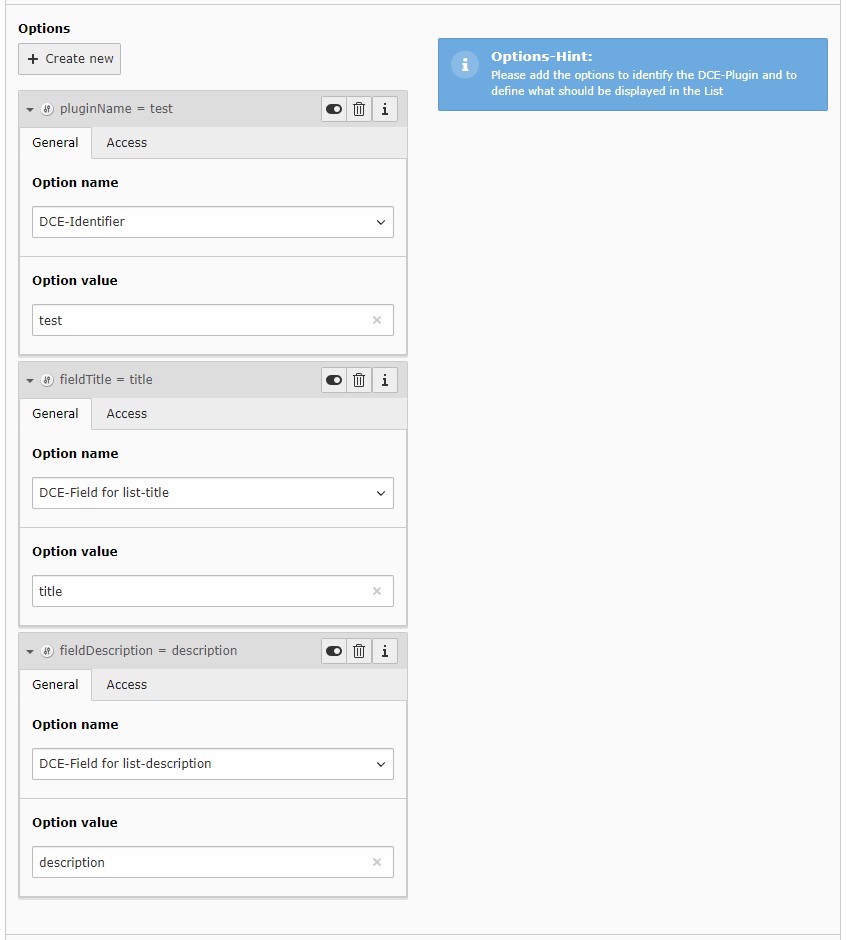 Options
+ Create new
Options-Hint:
Please add the options to identify the DCE-Plugin and to
define what should be displayed in the List
pluginName = test
General Access
Option name
DCE-Identifier
Option value
test
fieldTitle = title
General Access
Option name
DCE-Field for list-title
Option value
title
fieldDescription = description
General Access
Option name
DCE-Field for list-description
Option value
description